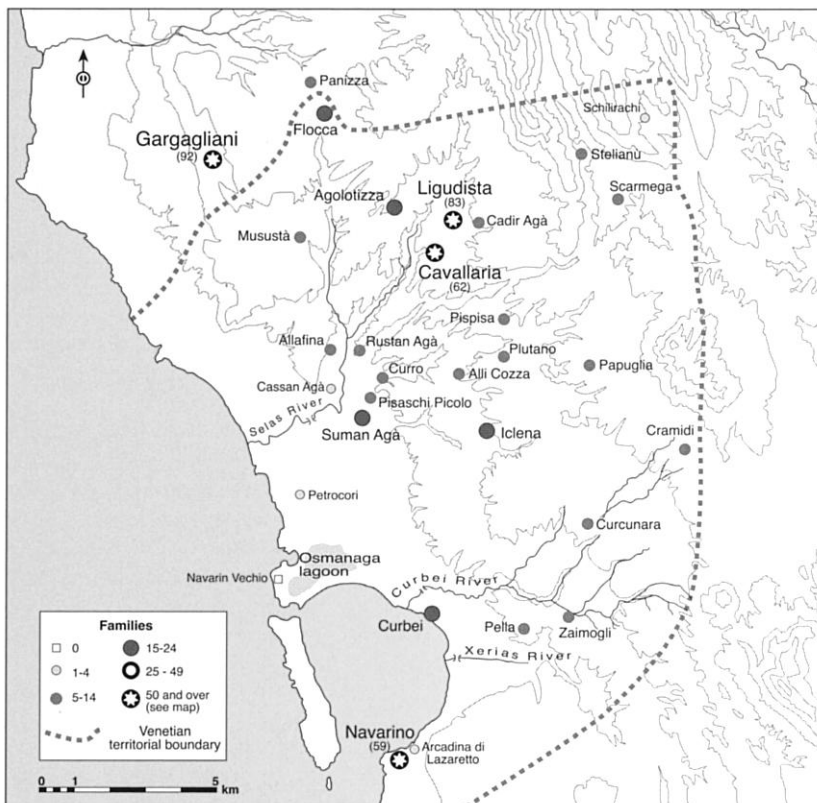 Panizza
Flocca
Schilirachi
Gargagliani
(92)
Stelianù
Ligudista
(83)
Scarmega
Agolotizza
Cadir Agà
Musustà
Cavallaria
(62)
Pispisa
Allafina
Rustan Agà
Plutano
Papuglia
Curro
Alli Cozza
Cassan Agà
Pisaschi Picolo
Selas River
Suman Agà
Iclena
Cramidi
Petrocori
Curcunara
Osmanaga
lagoon
Navarin Vechio
Curbei River
Curbei
Pella
Zaimogli
Xerias River
Navarino
(59)
Arcadina di
Lazaretto
Families
0
15-24
1-4
25 - 49
5-14
50 and over
(see map)
Venetian
territorial boundary
0 1 5
km